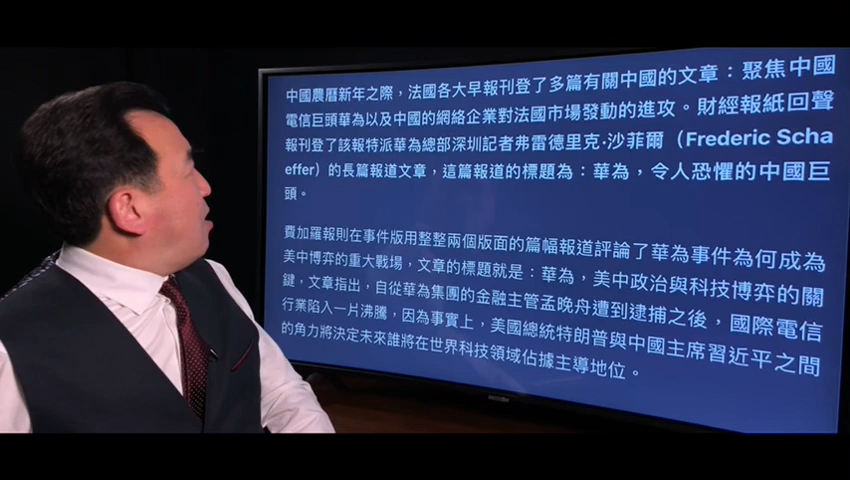 中國農曆新年之際，法國各大早報刊登了多篇有關中國的文章：聚焦中國
電信巨頭華為以及中國的網絡企業對法國市場發動的進攻。財經報紙回聲
報刊登了該報特派華為總部深圳記者弗雷德里克·沙菲爾（Frederic Scha
effer）的長篇報道文章，這篇報道的標題為：華為，令人恐懼的中國巨
頭。
費加羅報則在事件版用整整兩個版面的篇幅報道評論了華為事件為何成為
美中博弈的重大戰場，文章的標題就是：華為，美中政治與科技博弈的關
鍵，文章指出，自從華為集團的金融主管孟晚舟遭到逮捕之後，國際電信
行業陷入一片沸騰，因為事實上，美國總統特朗普與中國主席習近平之間
的角力將決定未來誰將在世界科技領域佔據主導地位。